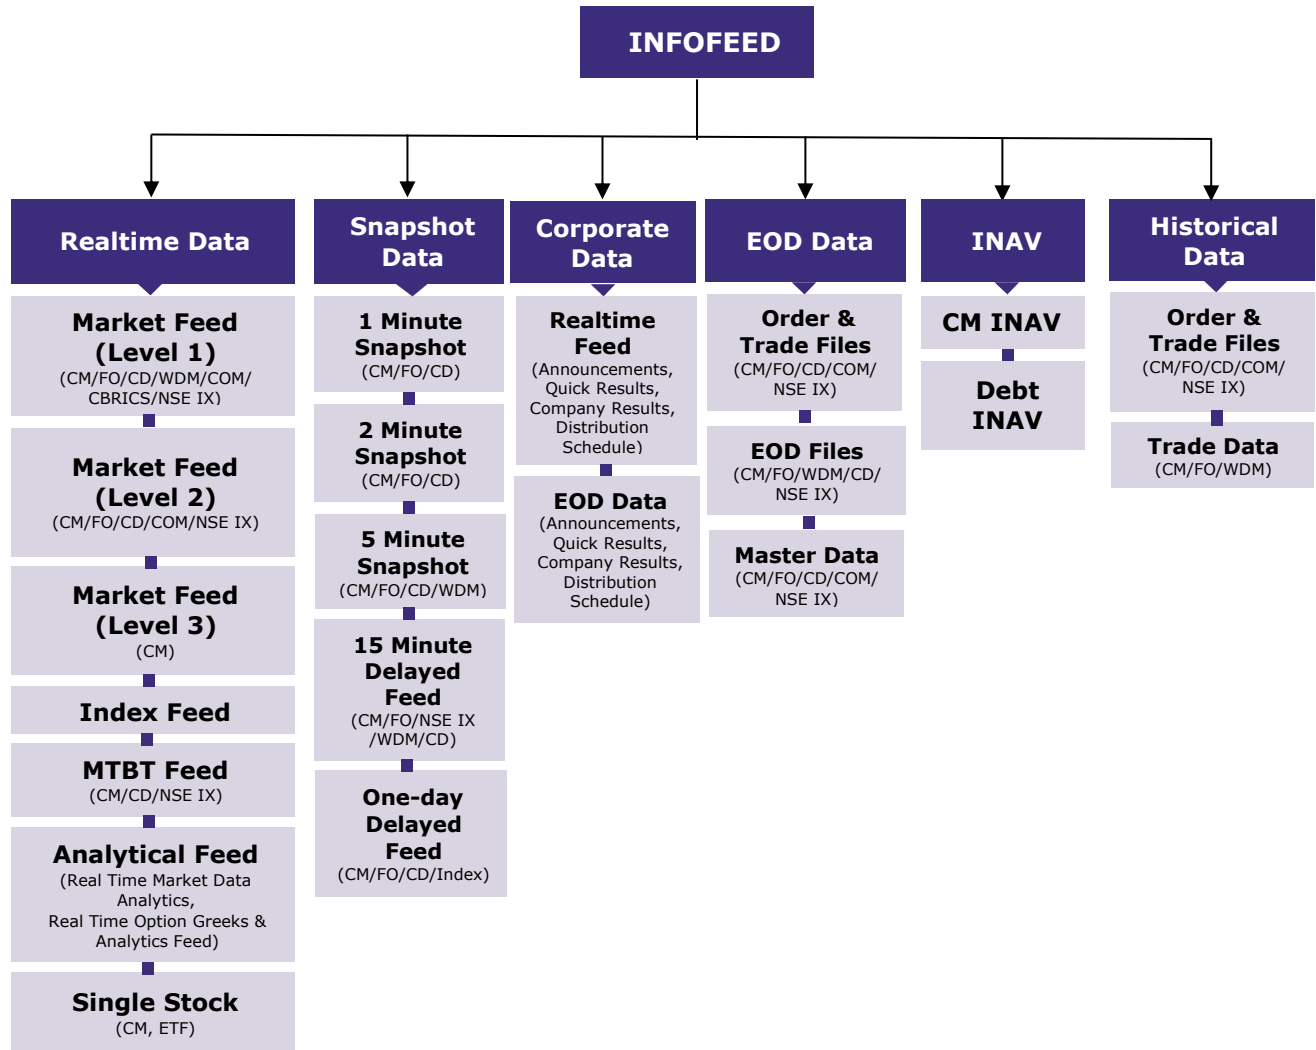 INFOFEED
Realtime Data
Market Feed
(Level 1)
(CM/FO/CD/WDM/COM/
CBRICS/NSE IX)
Market Feed
(Level 2)
(CM/FO/CD/COM/NSE IX)
Market Feed
(Level 3)
(CM)
Index Feed
MTBT Feed
(CM/CD/NSE IX)
Analytical Feed
(Real Time Market Data
Analytics,
Real Time Option Greeks &
Analytics Feed)
Single Stock
(CM, ETF)
Snapshot
Data
1 Minute
Snapshot
(CM/FO/CD)
2 Minute
Snapshot
(CM/FO/CD)
5 Minute
Snapshot
(CM/FO/CD/WDM)
15 Minute
Delayed
Feed
(CM/FO/NSE IX
/WDM/CD)
One-day
Delayed
Feed
(CM/FO/CD/Index)
Corporate
Data
Realtime
Feed
(Announcements,
Quick Results,
Company Results,
Distribution
Schedule)
EOD Data
(Announcements,
Quick Results,
Company Results,
Distribution
Schedule)
EOD Data
Order &
Trade Files
(CM/FO/CD/COM/
NSE IX)
EOD Files
(CM/FO/WDM/CD/
NSE IX)
Master Data
(CM/FO/CD/COM/
NSE IX)
INAV
CM INAV
Debt
INAV
Historical
Data
Order &
Trade Files
(CM/FO/CD/COM/
NSE IX)
Trade Data
(CM/FO/WDM)